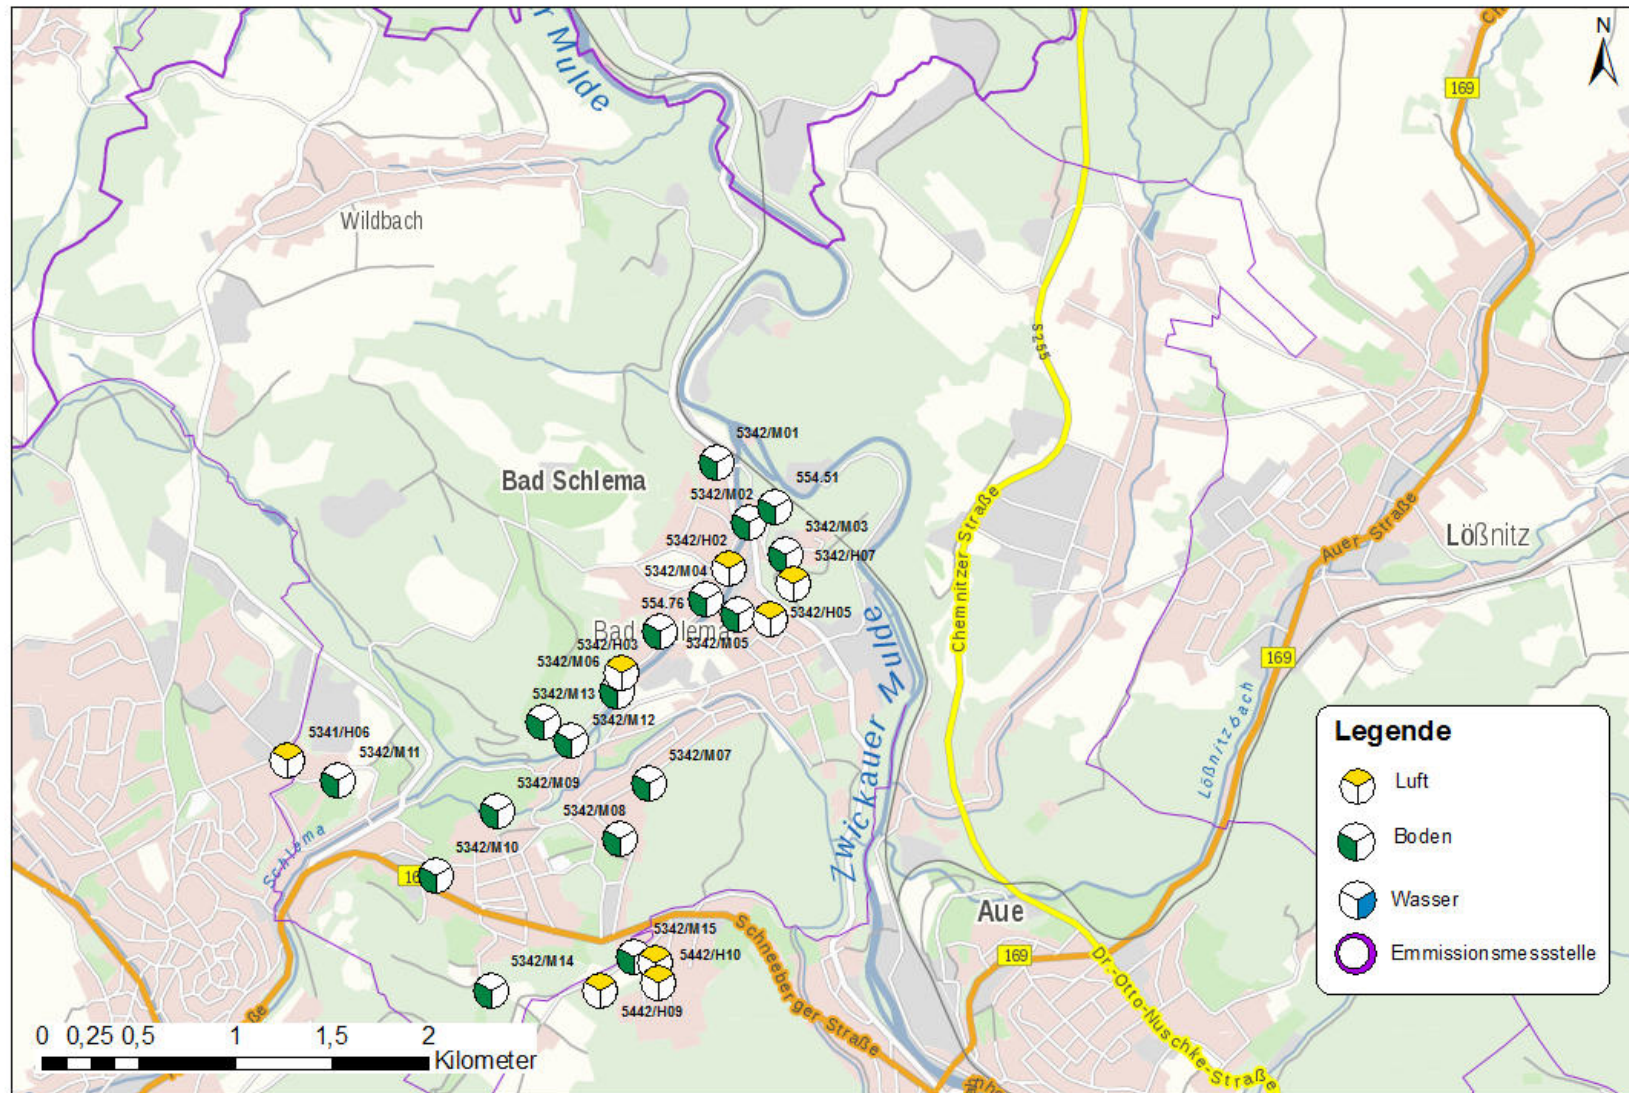 N
r Mulde
169
Wildbach
S255
5342/M01
Bad Schlema
554.51
5342/M02
Chemnitzer Straße
5342/M03
Auer Straße
Lößnitz
5342/H02
5342/H07
5342/M04
554.76
5342/H05
Bad
lema
5342/H03
5342/M05
5342/M06
169
5342/M13
5342/M12
Zwickauer Mulde
Lößnitzbach
5341/H06
5342/M11
5342/M07
5342/M09
5342/M08
Schlema
5342/M10
16
Aue
5342/M15
Schneeberger Straße
5442/H10
169
5342/M14
5442/H09
Dr.-Otto-Nuschke-Straße
aße
Legende
Luft
Boden
Wasser
Emmissionsmessstelle
0 0,25 0,5 1 1,5 2
Kilometer